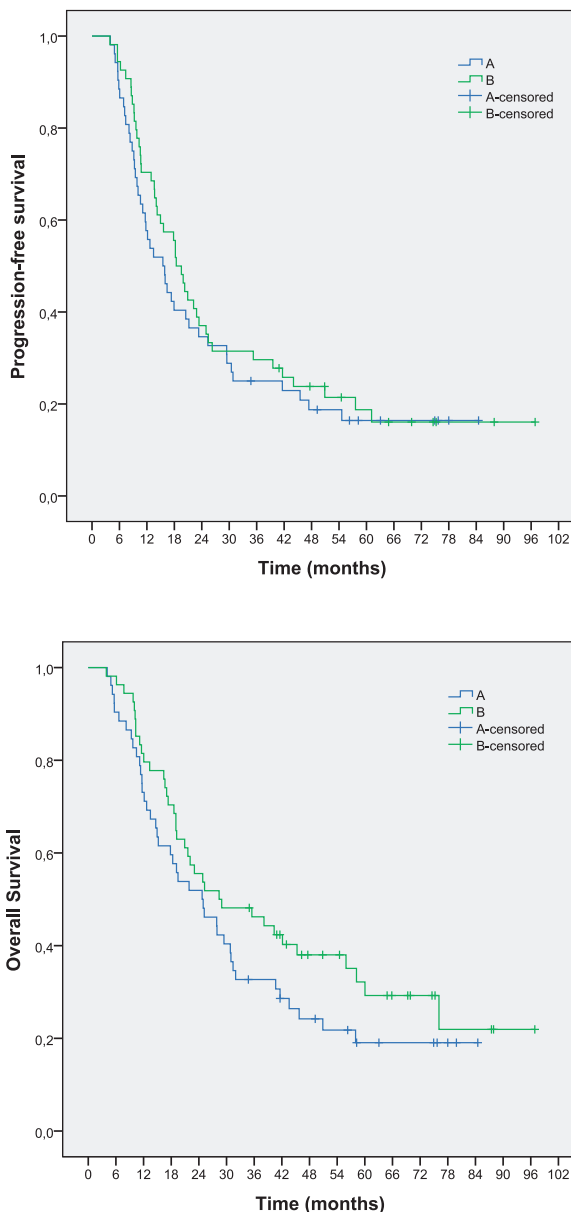 1,0
0,8
0,6
0,4
0,2
0,0
Progression-free survival
A
B
A-censored
B-censored
0 6 12 18 24 30 36 42 48 54 60 66 72 78 84 90 96 102
Time (months)
1,0
0,8
0,6
0,4
0,2
0,0
Overall Survival
A
B
A-censored
B-censored
0 6 12 18 24 30 36 42 48 54 60 66 72 78 84 90 96 102
Time (months)